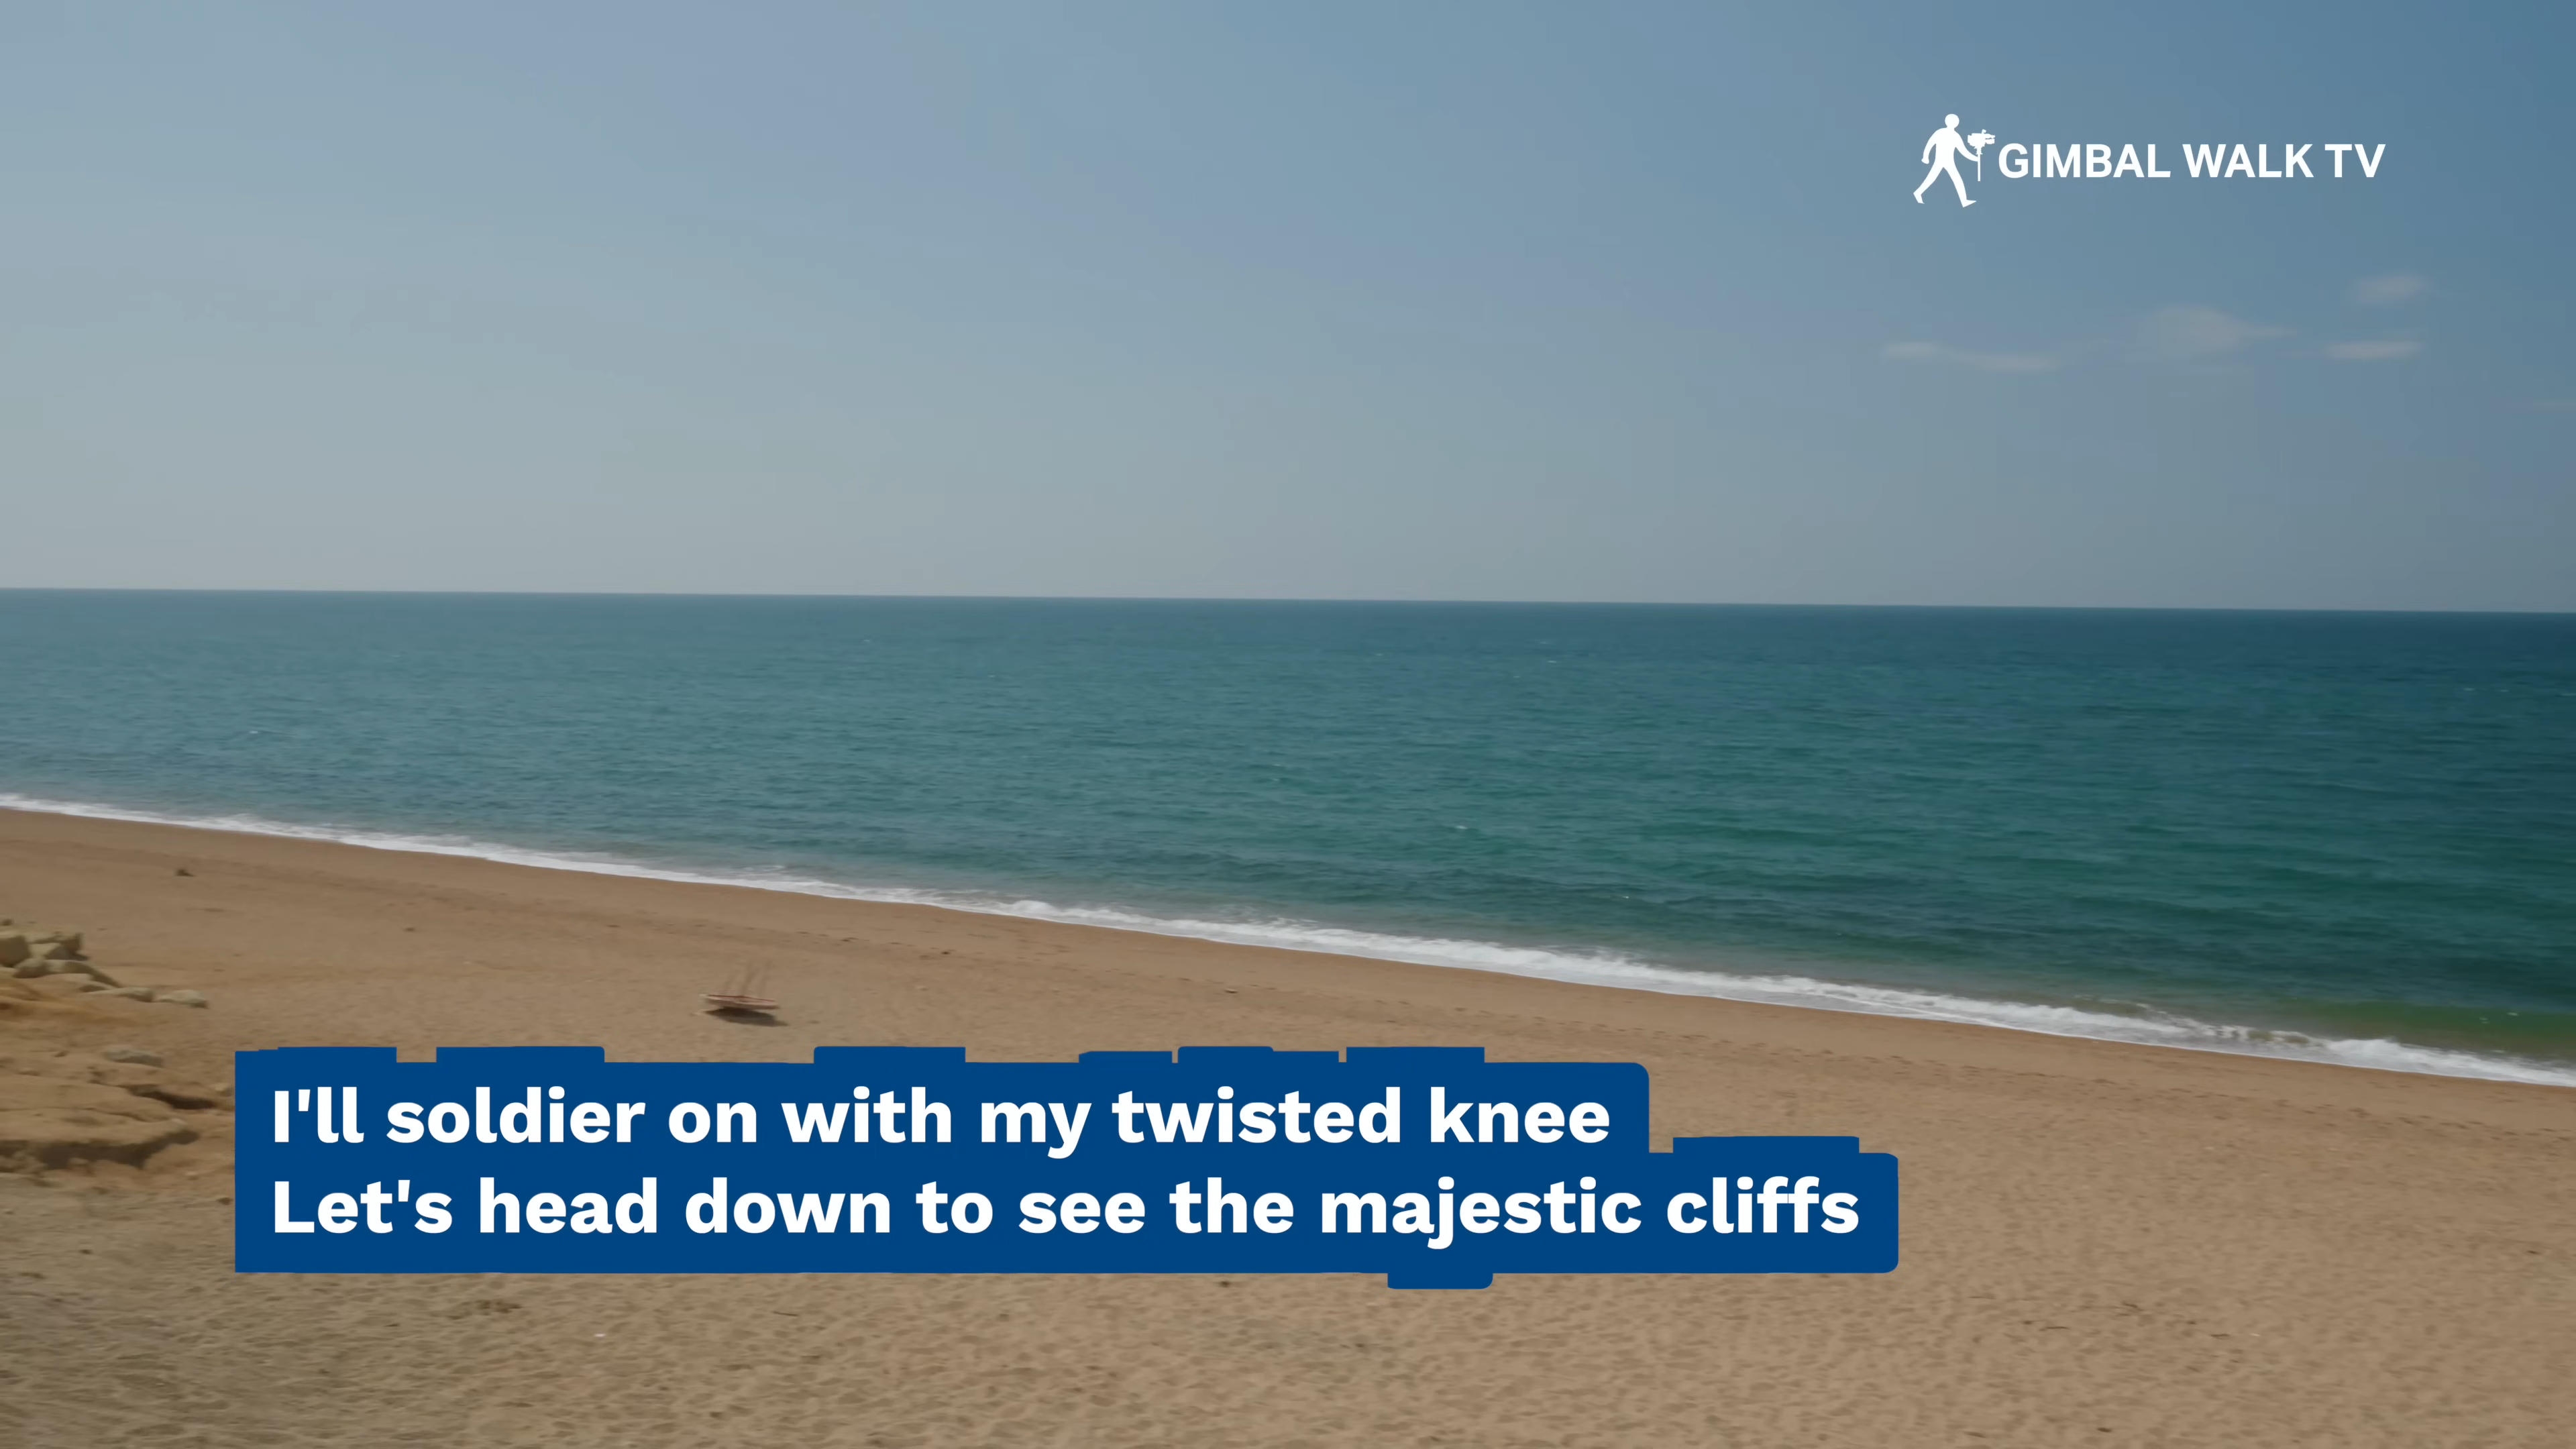 GIMBAL WALK TV
I'll soldier on with my twisted knee
Let's head down to see the majestic cliffs